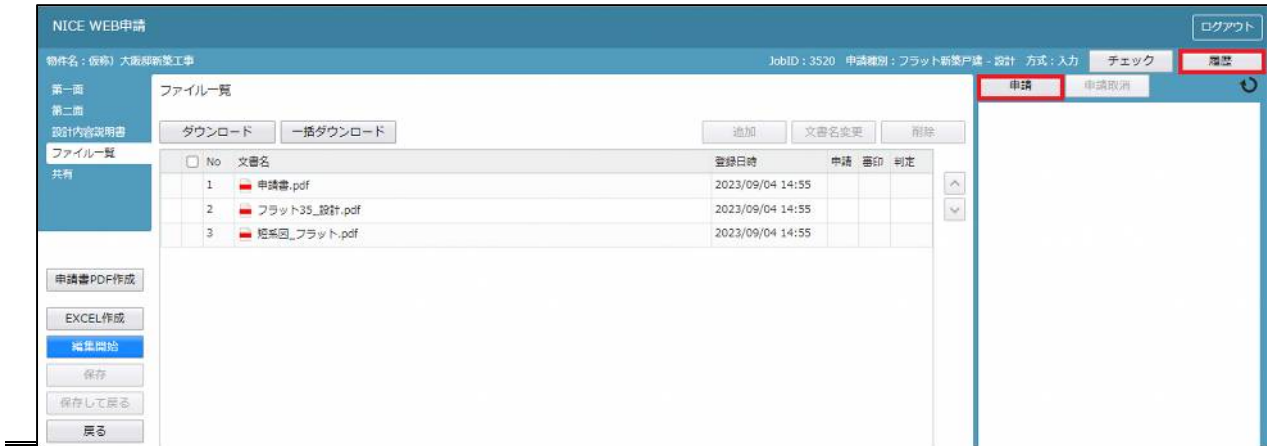 NICE WEB申請
ログアウト
物件名：仮称）大阪邸新築工事 JobID：3520 申請種別：フラット新築戸建 - 設計 方式：入力 チェック 履歴
第一面
第二面
設計内容説明書
ファイル一覧
共有
ファイル一覧
ダウンロード 一括ダウンロード 追加 文書名変更 削除
No 文書名 登録日時 申請 審印 判定
1 申請書.pdf 2023/09/04 14:55
2 フラット35_設計.pdf 2023/09/04 14:55
3 矩系図_フラット.pdf 2023/09/04 14:55
申請 申請取消
申請書PDF作成
EXCEL作成
編集開始
保存
保存して戻る
戻る